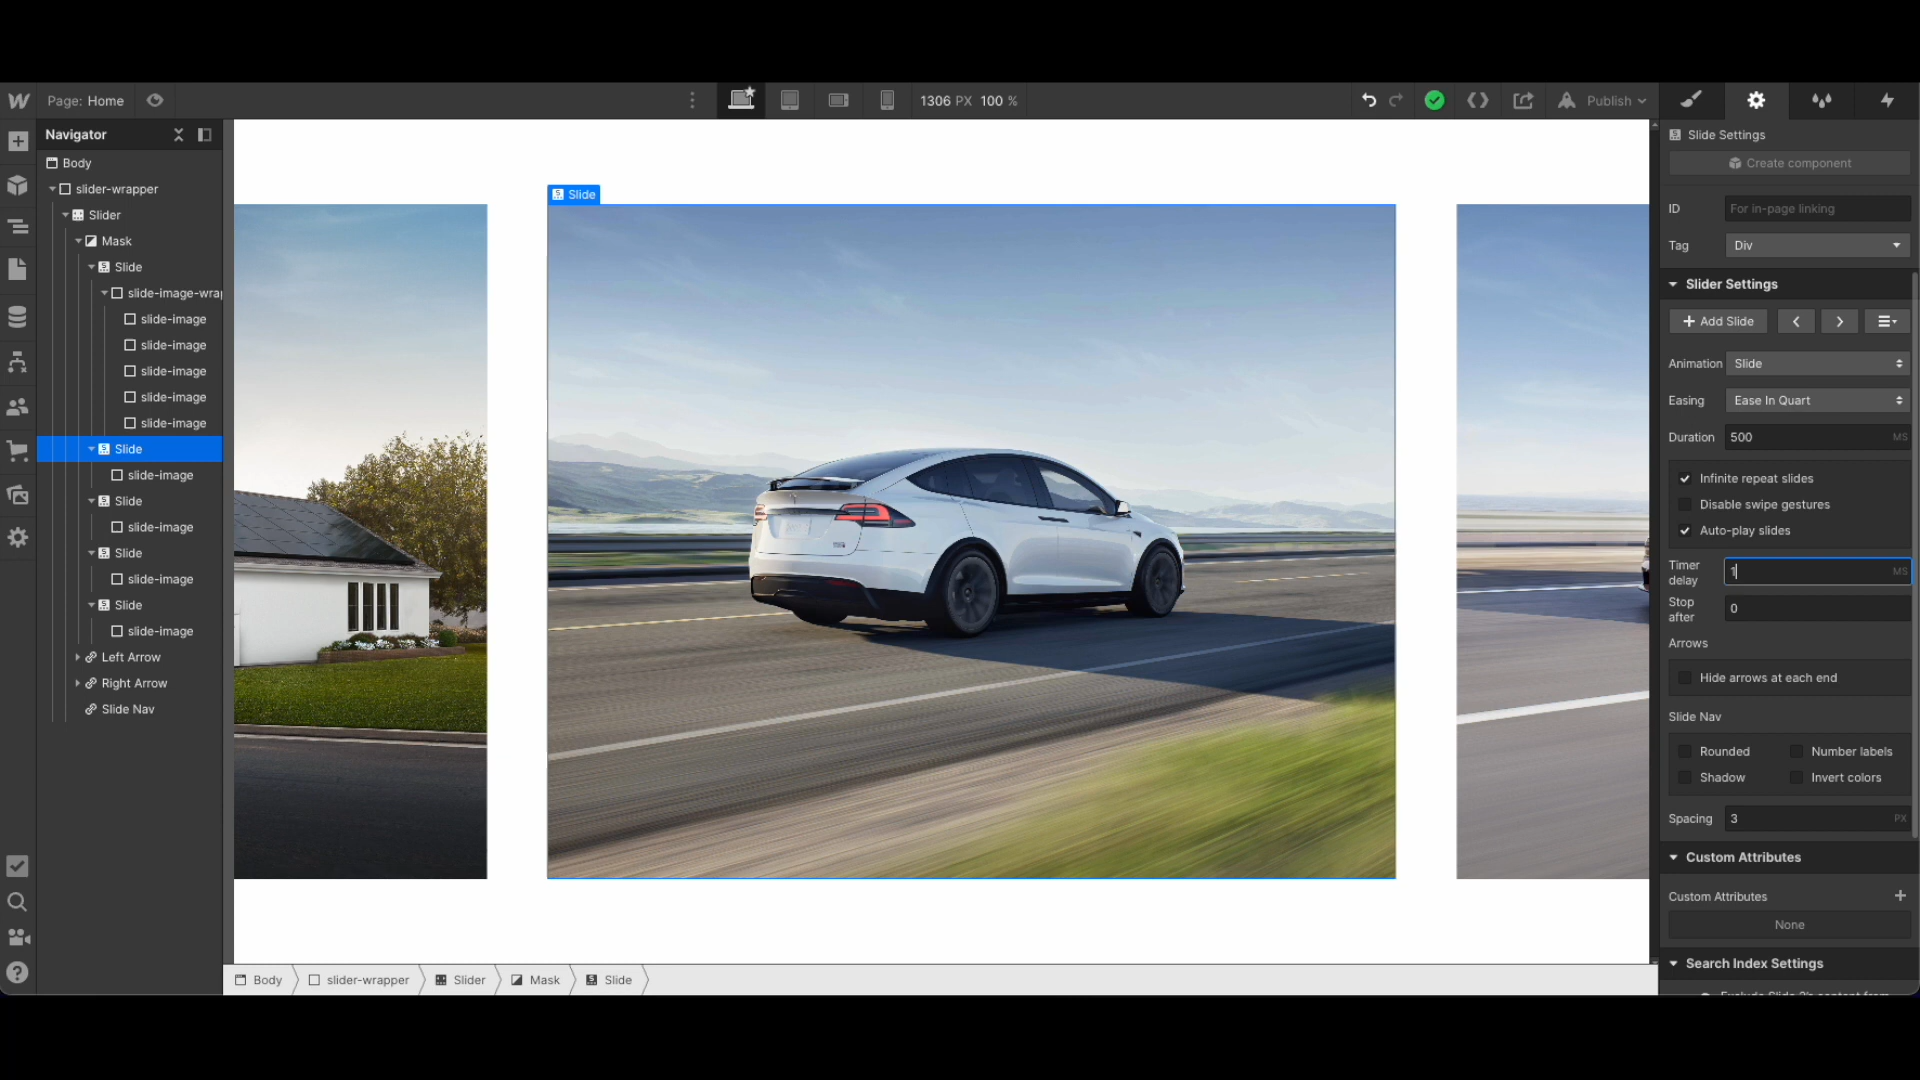 Page: Home
1306 PX 100 %
Publish
Navigator
Body
slider-wrapper
Slider
Mask
Slide
slide-image-wrap
slide-image
slide-image
slide-image
slide-image
slide-image
Slide
slide-image
Slide
slide-image
Slide
slide-image
Slide
slide-image
Left Arrow
Right Arrow
Slide Nav
Slide
Body
slider-wrapper
Slider
Mask
Slide
Slide Settings
Create component
ID For in-page linking
Tag Div
Slider Settings
Add Slide
Animation Slide
Easing Ease In Quart
Duration 500 MS
Infinite repeat slides
Disable swipe gestures
Auto-play slides
Timer delay 1 MS
Stop after 0
Arrows
Hide arrows at each end
Slide Nav
Rounded Number labels
Shadow Invert colors
Spacing 3 PX
Custom Attributes
Custom Attributes
None
Search Index Settings
Exclude Slide 2's content from